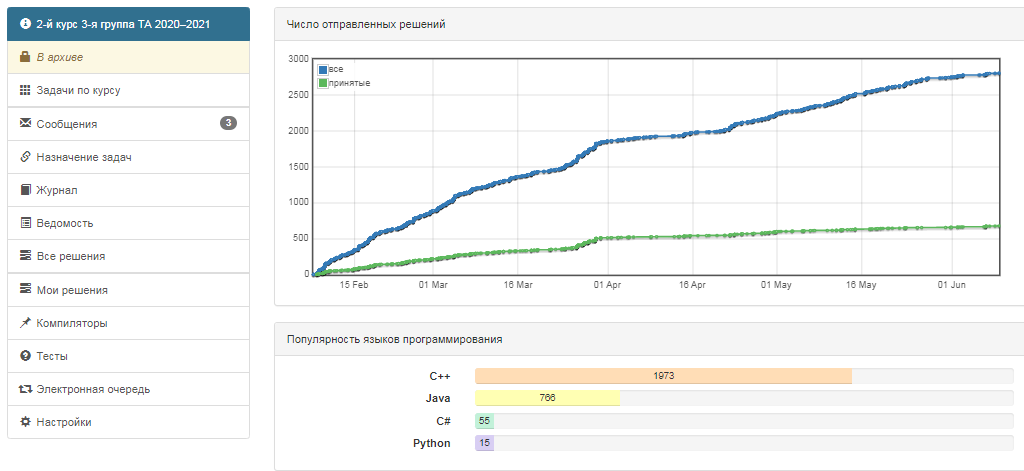 2-й курс 3-я группа ТА 2020–2021
В архиве
Задачи по курсу
Сообщения 3
Назначение задач
Журнал
Ведомость
Все решения
Мои решения
Компиляторы
Тесты
Электронная очередь
Настройки
Число отправленных решений
3000
2500
2000
1500
1000
500
0
все
принятые
15 Feb 01 Mar 16 Mar 01 Apr 16 Apr 01 May 16 May 01 Jun
Популярность языков программирования
C++ 1973
Java 766
C# 55
Python 15